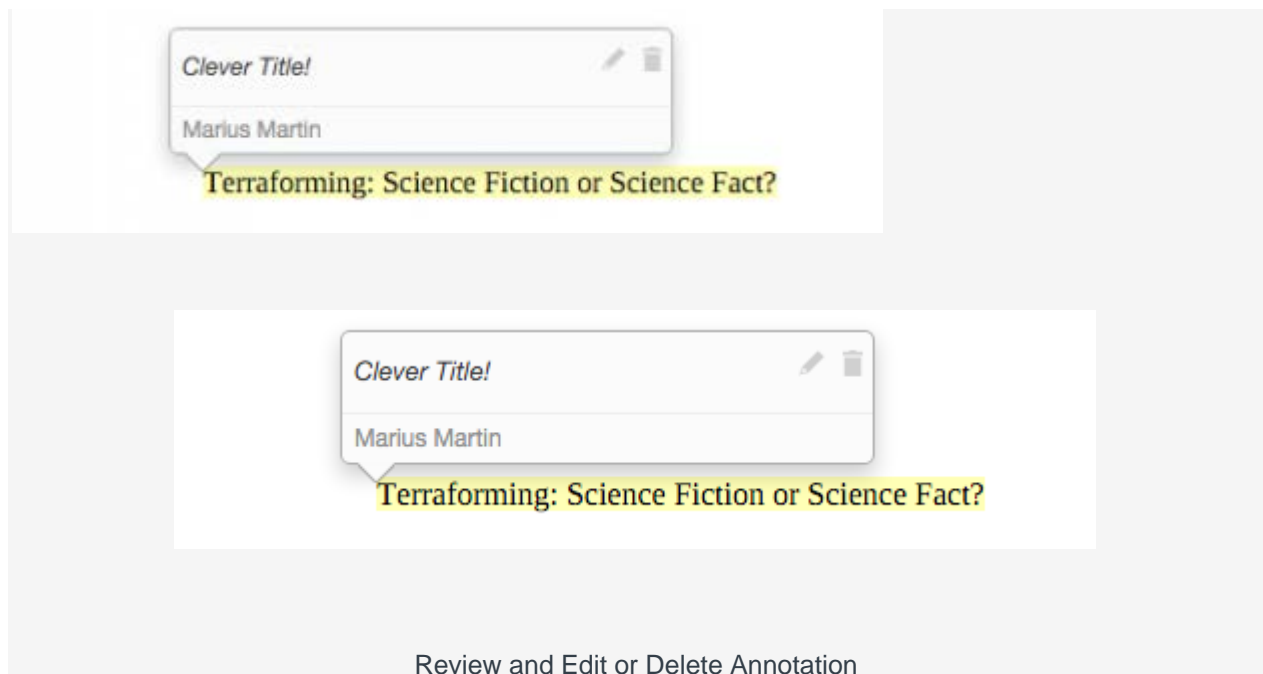 Clever Title!
Marius Martin
Terraforming: Science Fiction or Science Fact?
Clever Title!
Marius Martin
Terraforming: Science Fiction or Science Fact?
Review and Edit or Delete Annotation